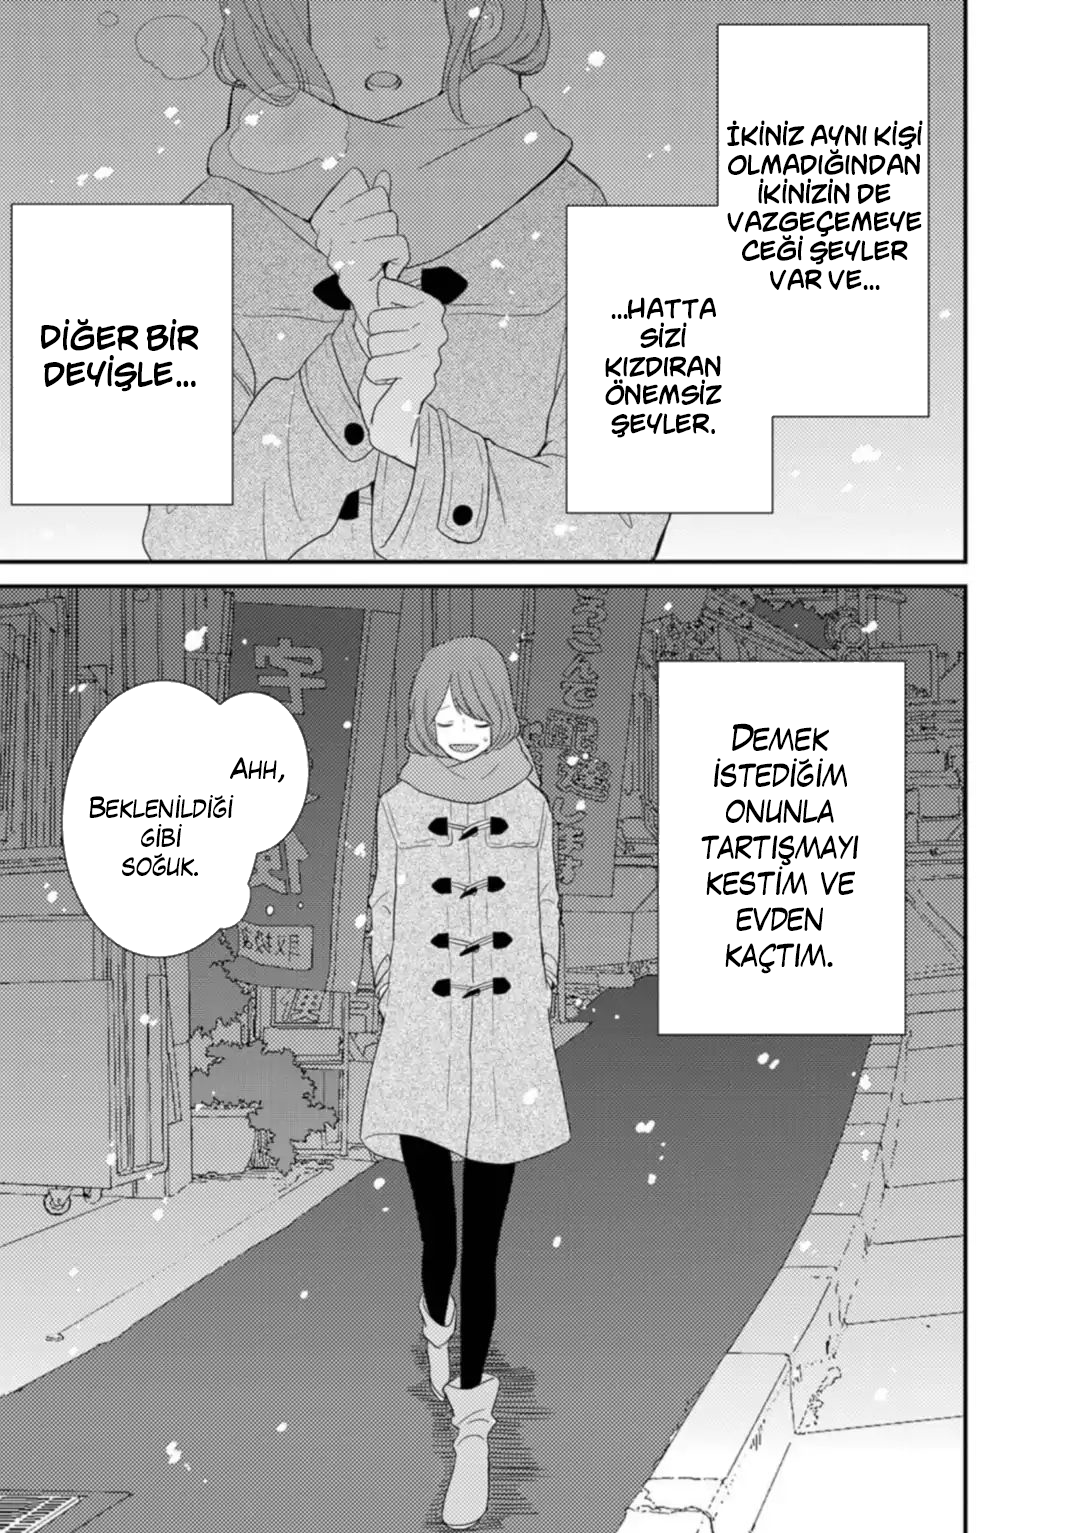 İKİNİZ AYNI KİŞİ
OLMADIĞINDAN
İKİNİZİN DE
VAZGEÇEMEYE
CEĞİ ŞEYLER
VAR VE...
...HATTA
SİZİ
KIZDIRAN
ÖNEMSİZ
ŞEYLER.
DİĞER BİR
DEYİŞLE...
DEMEK
İSTEDİĞİM
ONUNLA
TARTIŞMAYI
KESTİM VE
EVDEN
KAÇTIM.
AHH,
BEKLENİLDİĞİ
GİBİ
SOĞUK.